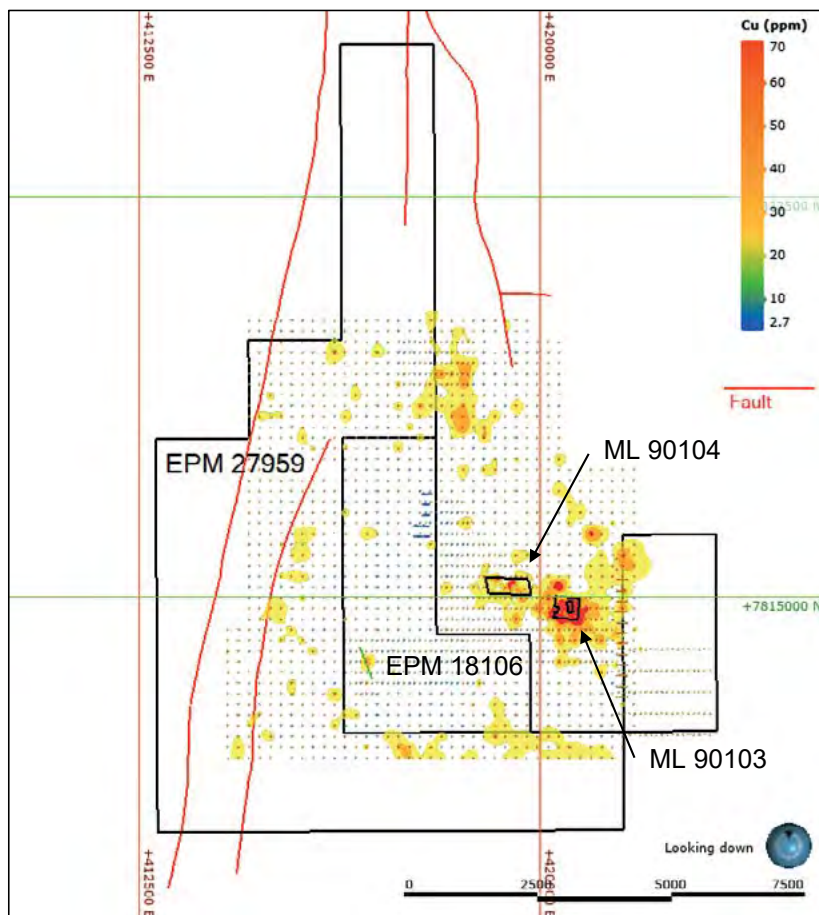 +412500 E
+420000 E
Cu (ppm)
70
60
50
40
30
20
10
2.7
Fault
ML 90104
EPM 27959
+7815000 N
EPM 18106
ML 90103
Looking down
+412500 E
0
2500
5000
7500